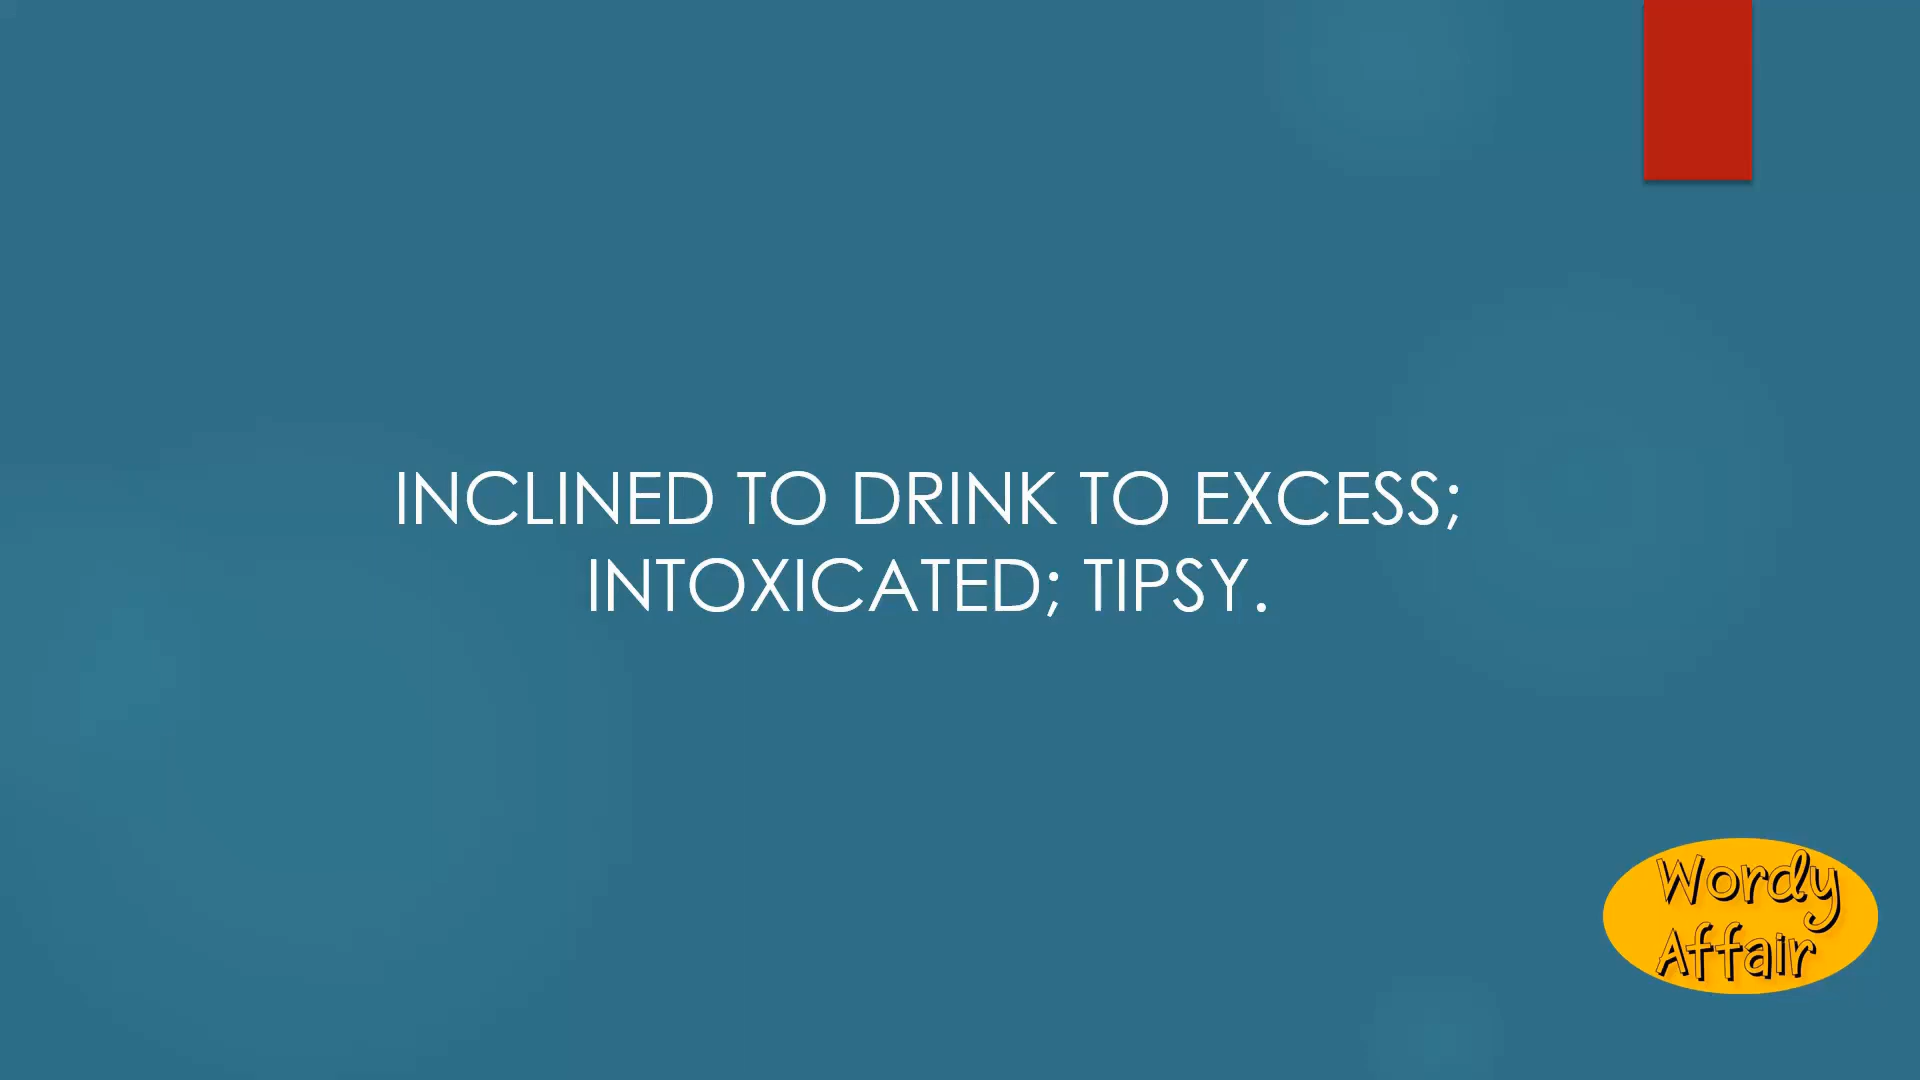 INCLINED TO DRINK TO EXCESS;
INTOXICATED; TIPSY.
Wordy
Affair